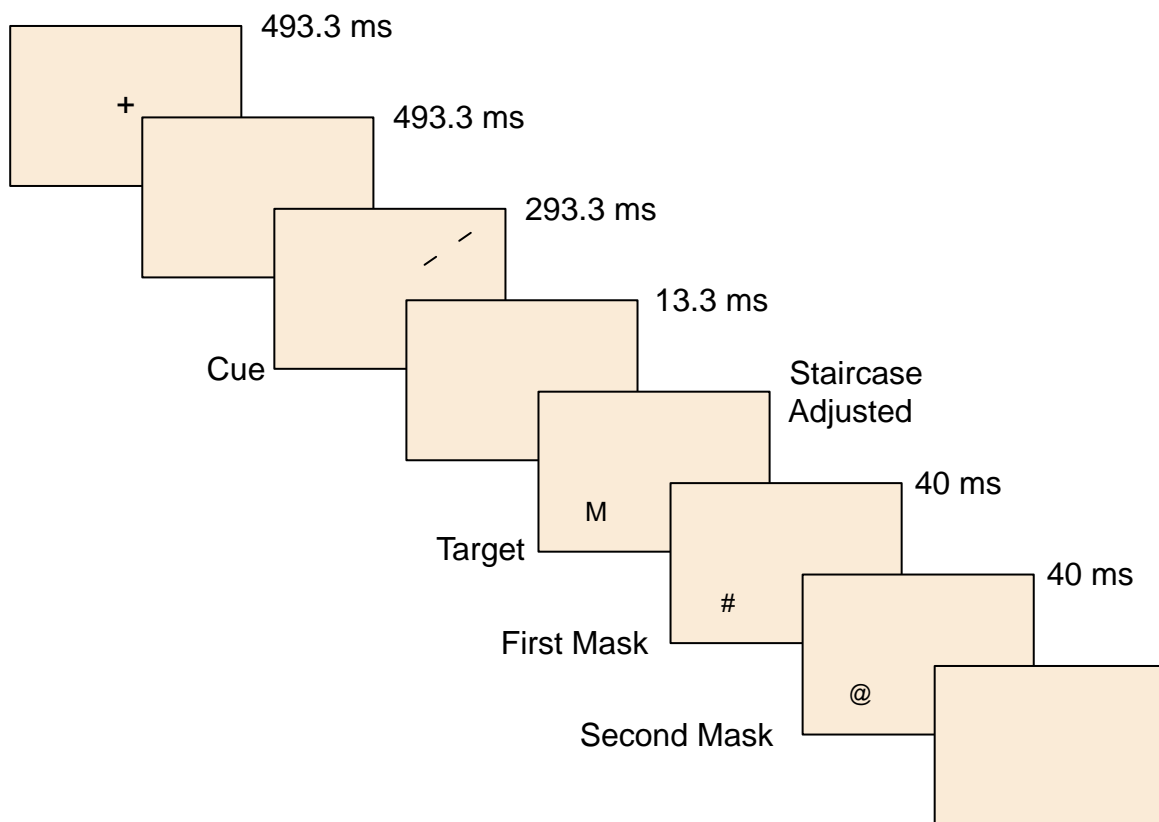 493.3 ms
+
493.3 ms
293.3 ms
13.3 ms
Cue
Staircase
Adjusted
M
Target
40 ms
#
First Mask
40 ms
@
Second Mask